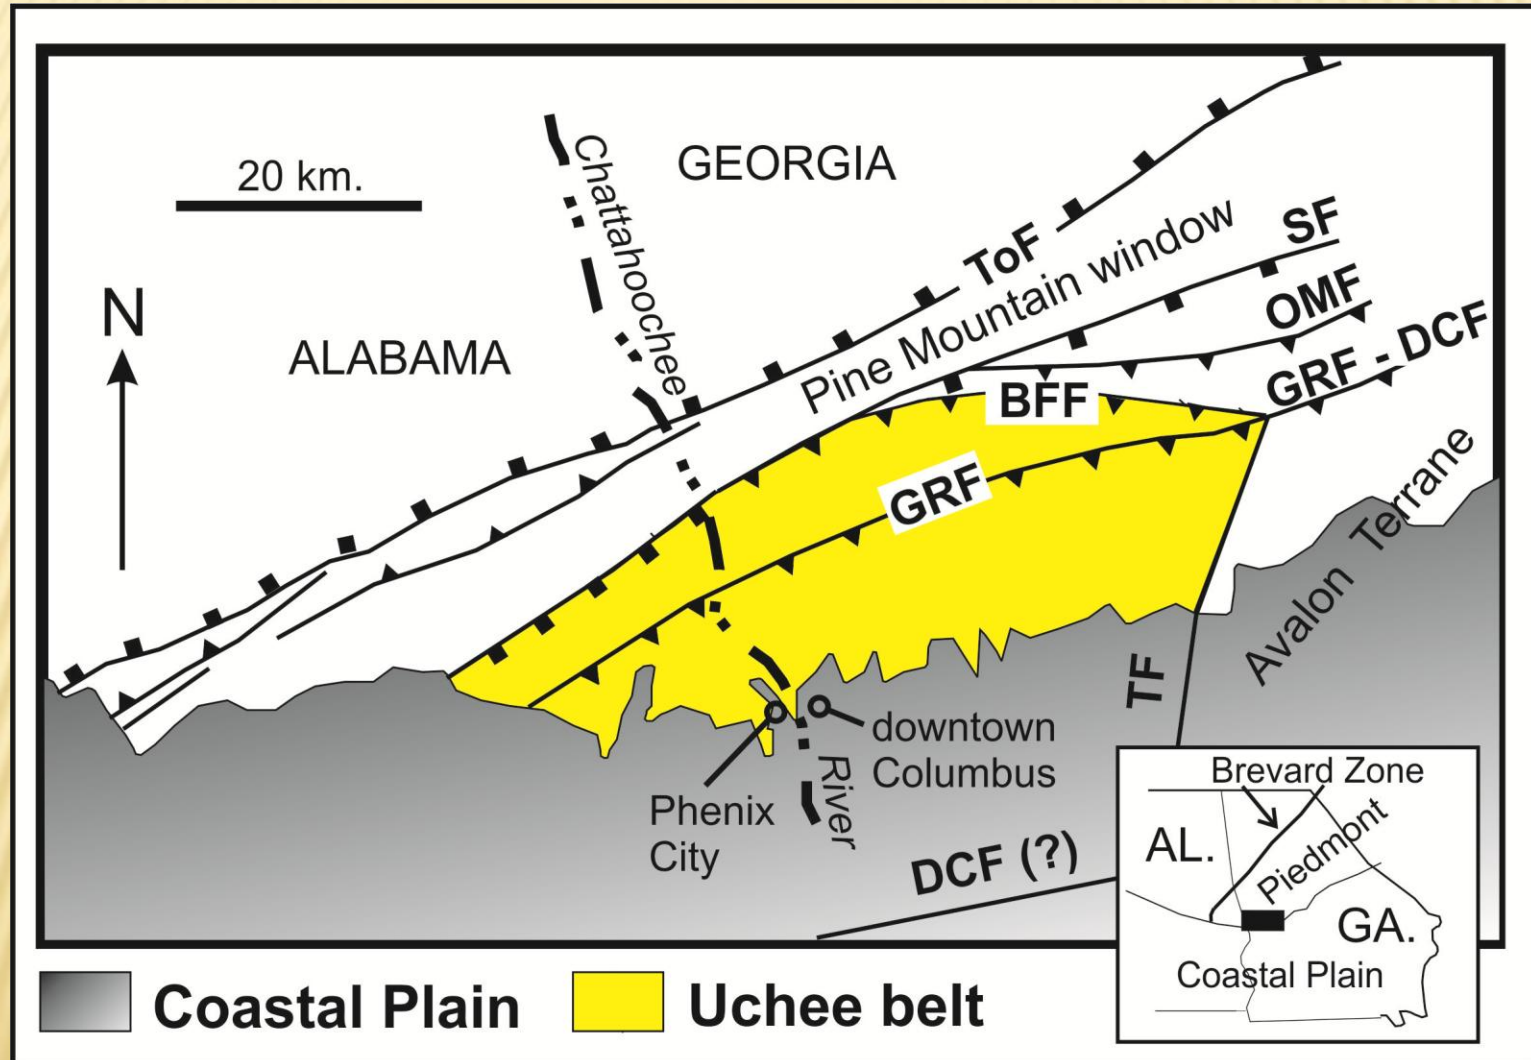 GEORGIA
20 km.
Chattahoochee
N
ALABAMA
ToF
Pine Mountain window
SF
OMF
GRF - DCF
BFF
GRF
Avalon Terrane
TF
downtown
Columbus
Phenix
City
River
DCF (?)
Brevard Zone
AL.
Piedmont
GA.
Coastal Plain
Coastal Plain
Uchee belt